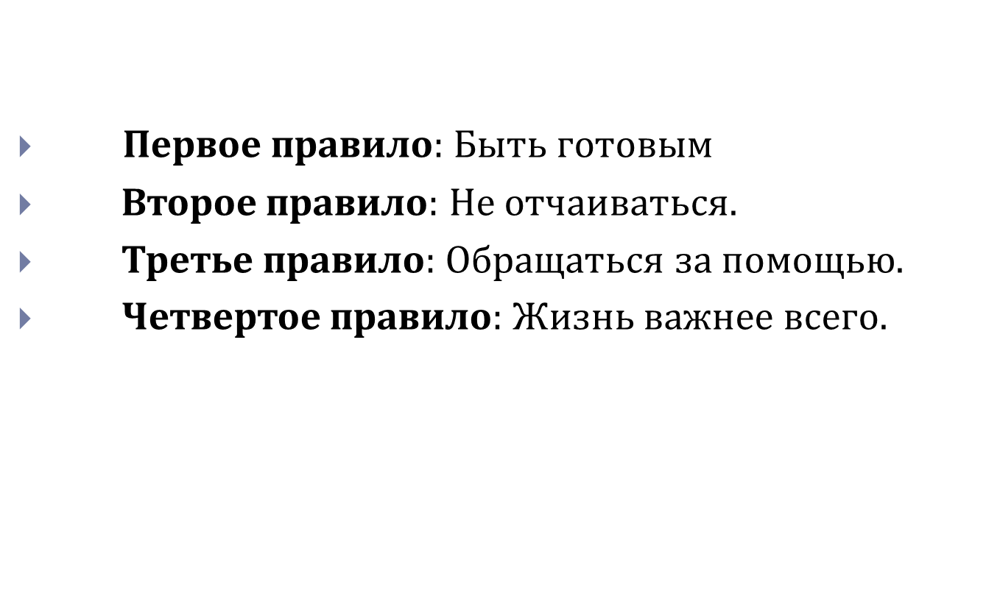 Первое правило: Быть готовым
Второе правило: Не отчаиваться.
Третье правило: Обращаться за помощью.
Четвертое правило: Жизнь важнее всего.